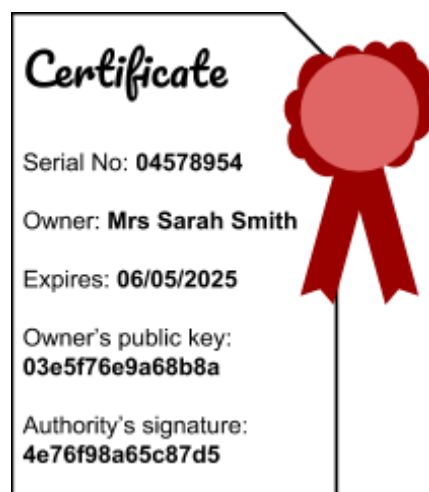 Certificate
Serial No: 04578954
Owner: Mrs Sarah Smith
Expires: 06/05/2025
Owner's public key:
03e5f76e9a68b8a
Authority's signature:
4e76f98a65c87d5